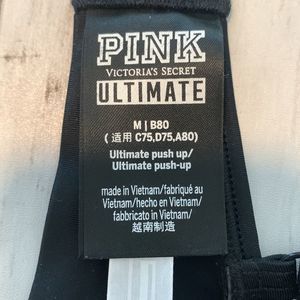 PINK
VICTORIA'S SECRET
ULTIMATE
M | B80
( 适用 C75,D75,A80)
Ultimate push up/
Ultimate push-up
made in Vietnam/fabriqué au
Vietnam/hecho en Vietnam/
fabbricato in Vietnam/
越南制造